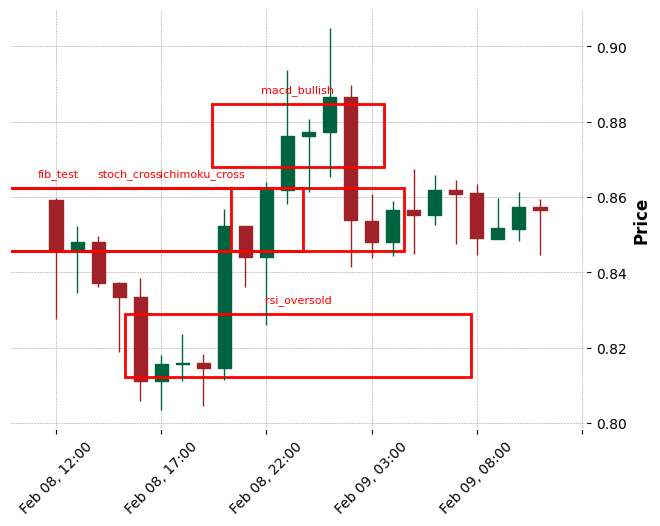 0.90
macd_bullish
0.88
fib_test stoch_cross ichimoku_cross
0.86
Price
0.84
rsi_oversold
0.82
0.80
Feb 08, 12:00
Feb 08, 17:00
Feb 08, 22:00
Feb 09, 03:00
Feb 09, 08:00